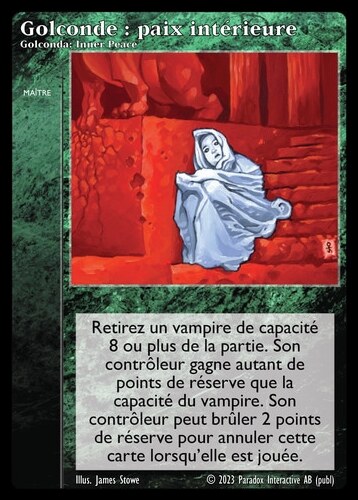 Golconde : paix intérieure
Golconda: Inner Peace
MAÎTRE
Retirez un vampire de capacité
8 ou plus de la partie. Son
contrôleur gagne autant de
points de réserve que la
capacité du vampire. Son
contrôleur peut brûler 2 points
de réserve pour annuler cette
carte lorsqu'elle est jouée.
Illus. James Stowe
© 2023 Paradox Interactive AB (publ)